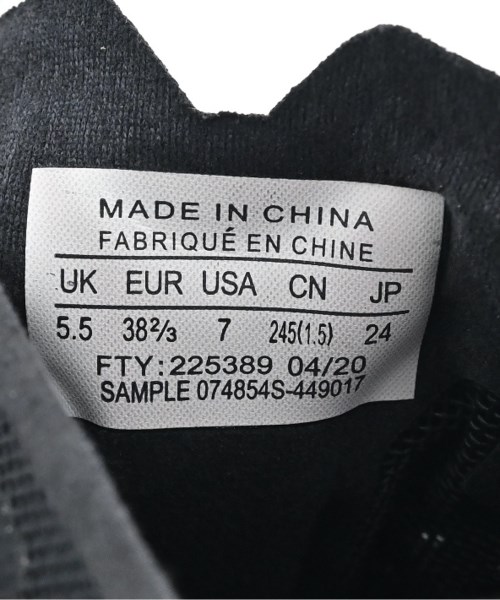 MADE IN CHINA
FABRIQUÉ EN CHINE
UK EUR USA CN JP
5.5 38⅔ 7 245(1.5) 24
FTY:225389 04/20
SAMPLE 074854S-449017